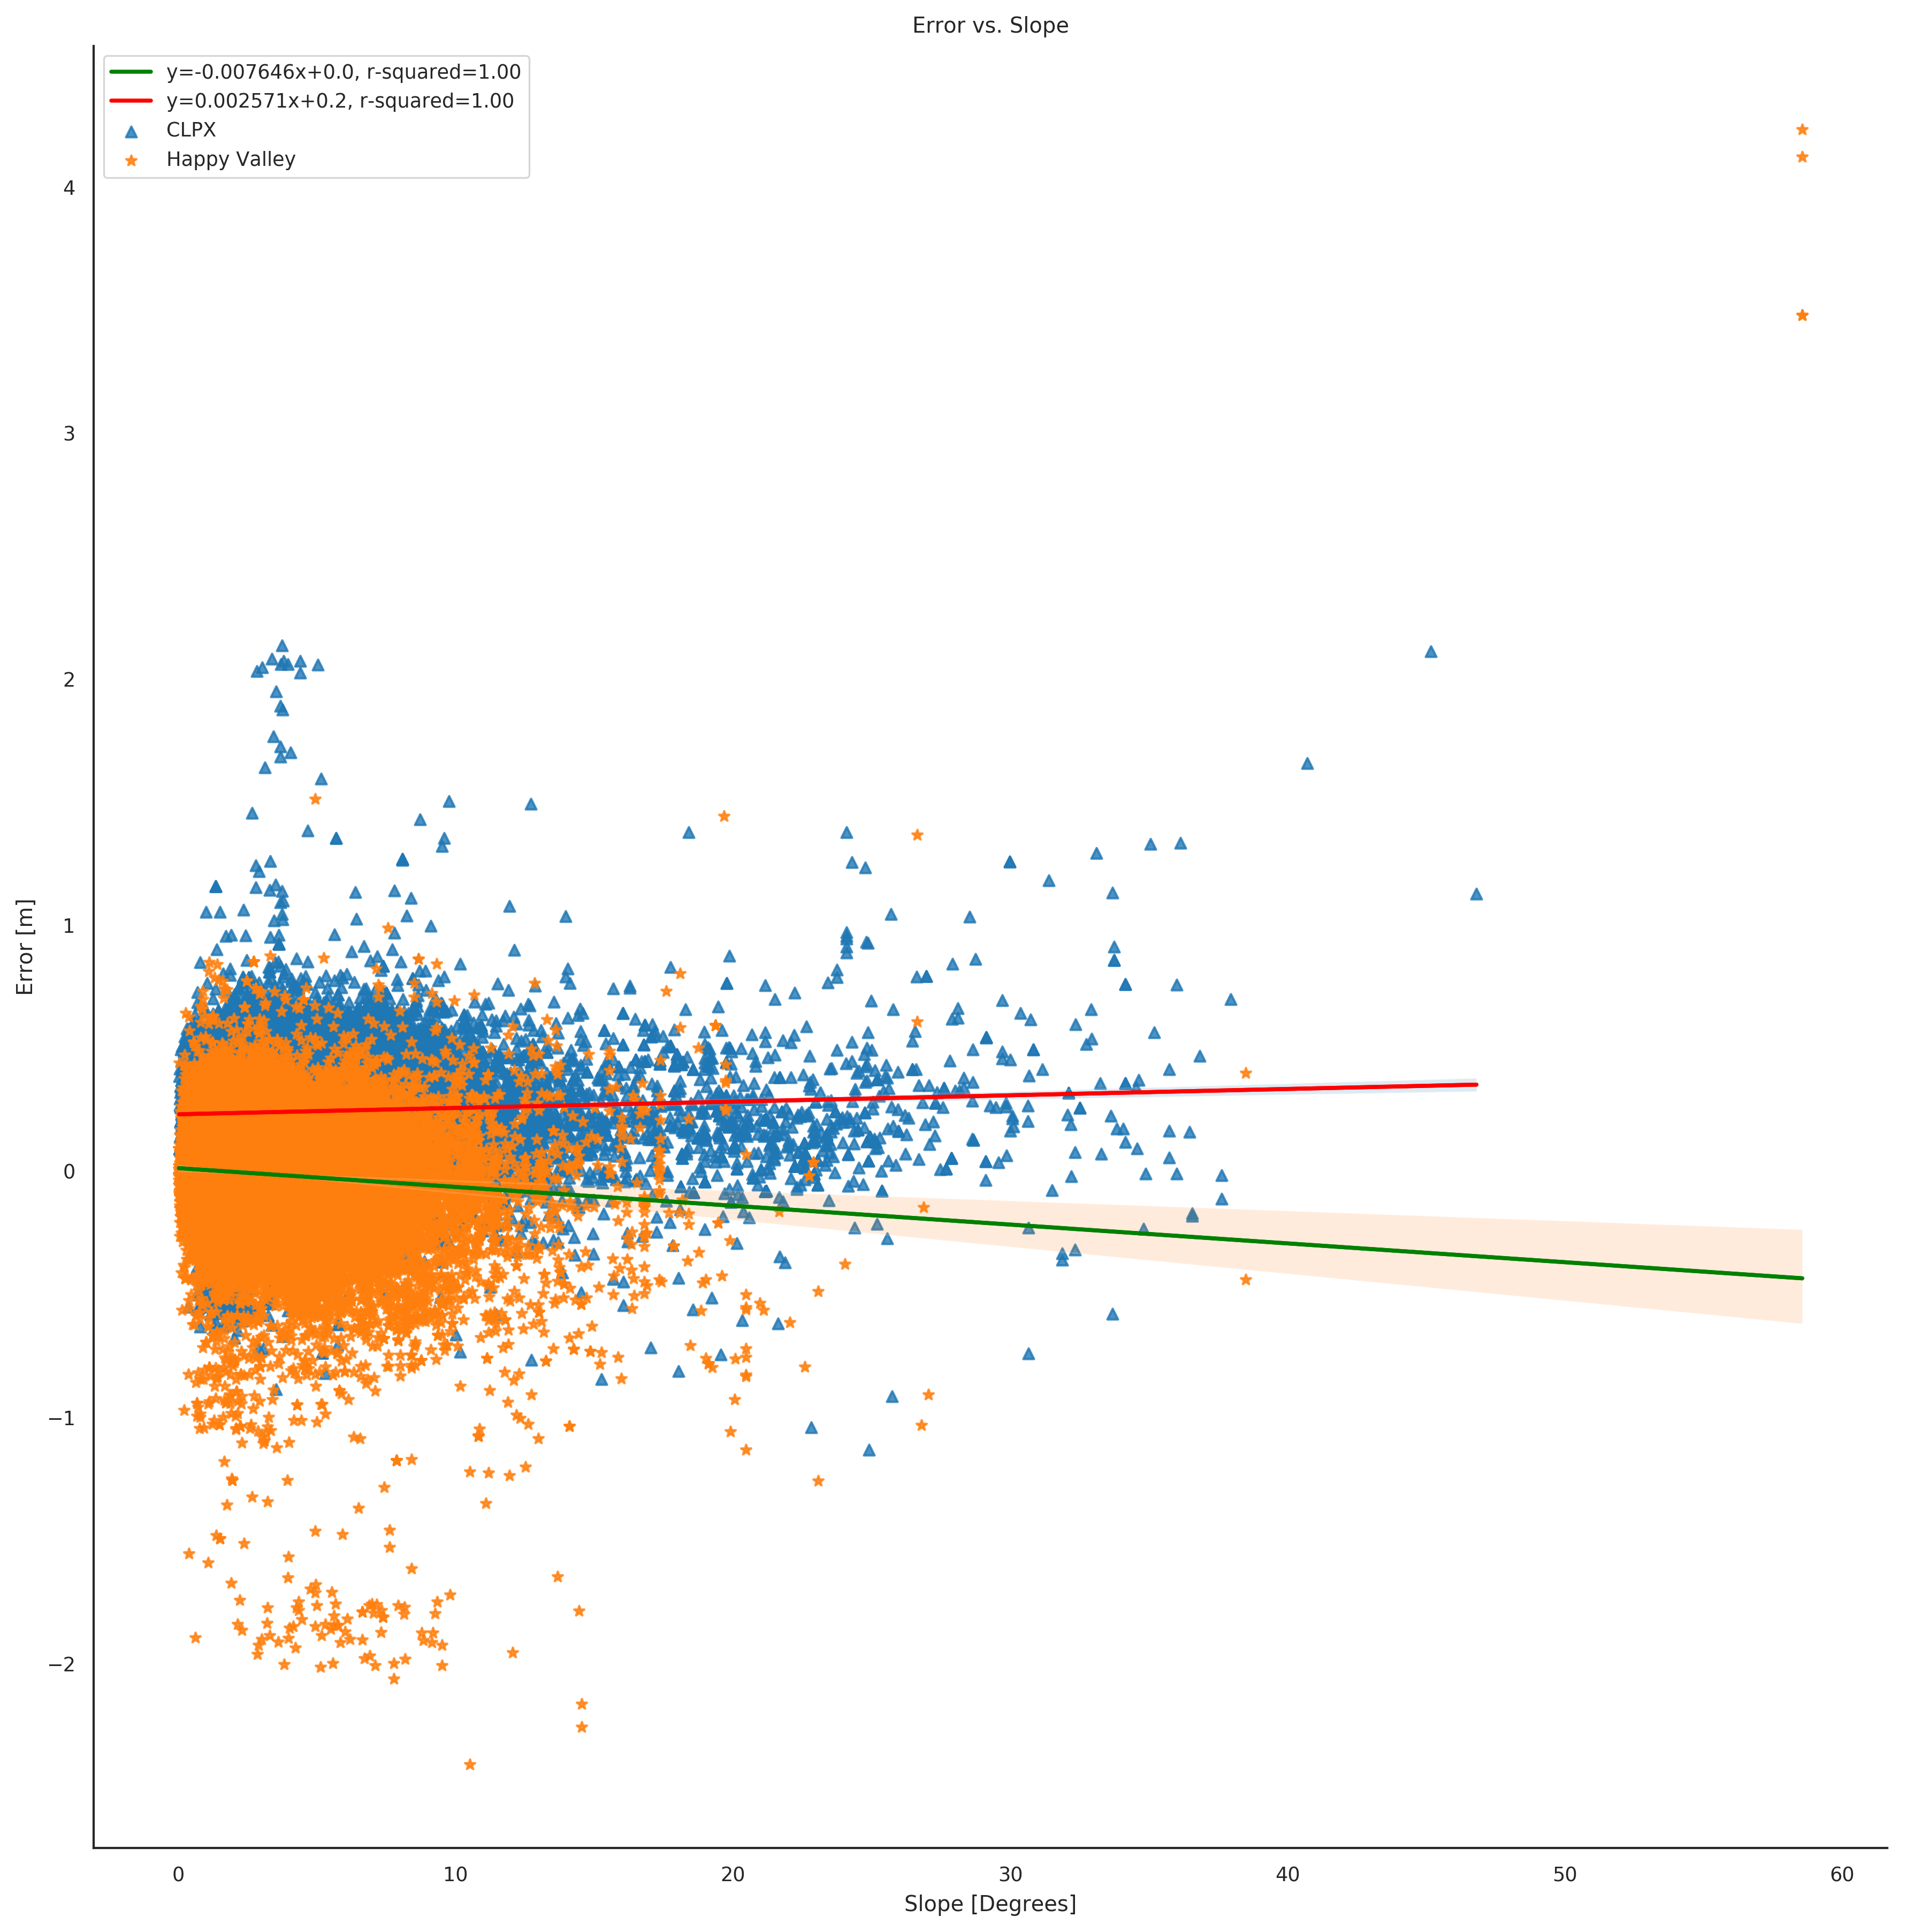 Error vs. Slope
y=-0.007646x+0.0, r-squared=1.00
y=0.002571x+0.2, r-squared=1.00
CLPX
Happy Valley
4
3
2
1
0
−1
−2
Error [m]
0 10 20 30 40 50 60
Slope [Degrees]